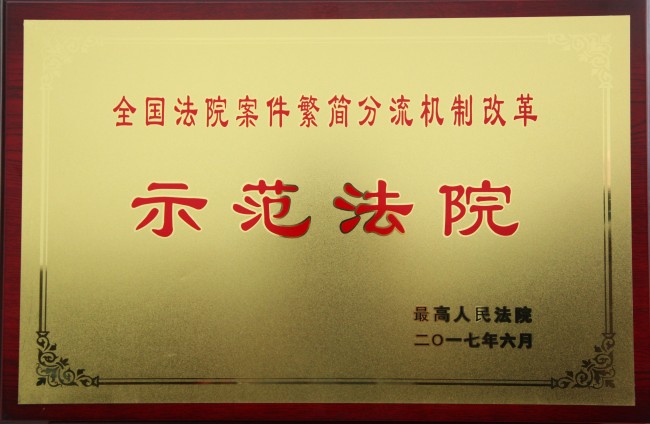 全国法院案件繁简分流机制改革
示范法院
最高人民法院
二〇一七年六月